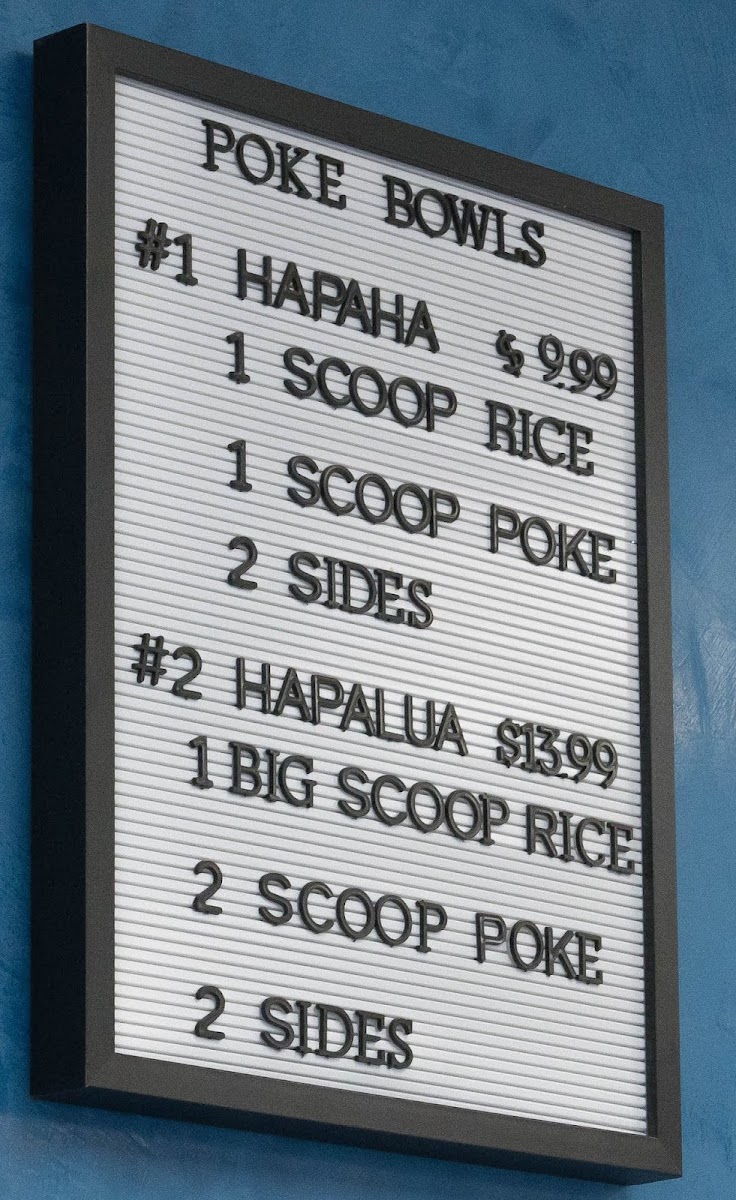 POKE BOWLS
#1 HAPAHA $ 9.99
1 SCOOP RICE
1 SCOOP POKE
2 SIDES
#2 HAPALUA $13.99
1 BIG SCOOP RICE
2 SCOOP POKE
2 SIDES